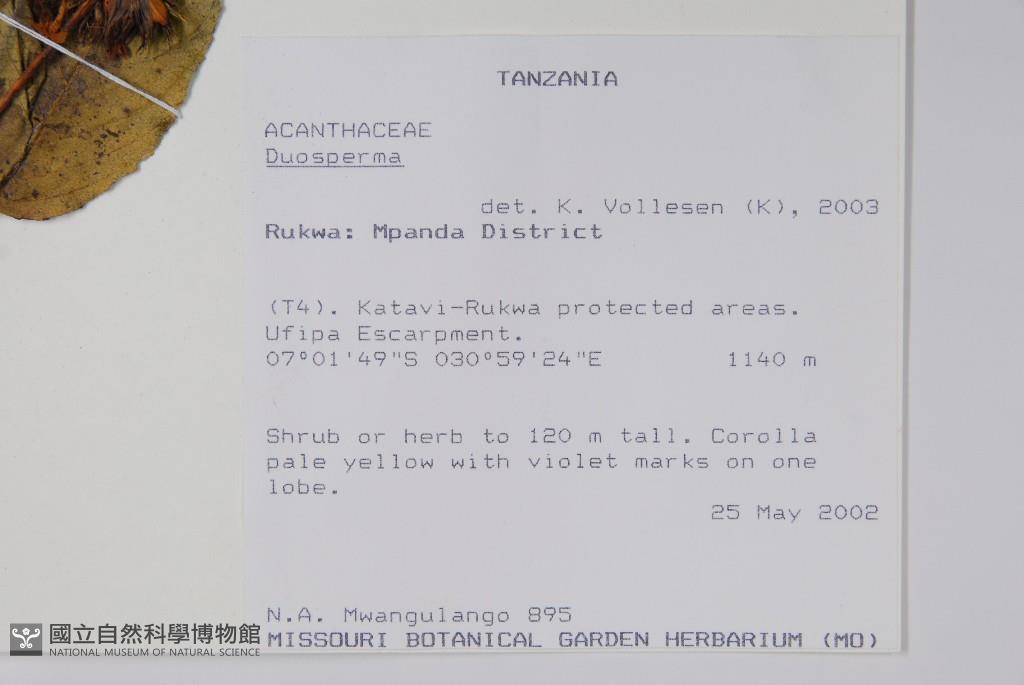 TANZANIA
ACANTHACEAE
Duosperma
det. K. Vollesen (K), 2003
Rukwa: Mpanda District
(T4). Katavi-Rukwa protected areas.
Ufipa Escarpment.
07°01'49"S 030°59'24"E 1140 m
Shrub or herb to 120 m tall. Corolla
pale yellow with violet marks on one
lobe.
25 May 2002
N.A. Mwangulango 895
MISSOURI BOTANICAL GARDEN HERBARIUM (MO)
國立自然科學博物館
NATIONAL MUSEUM OF NATURAL SCIENCE